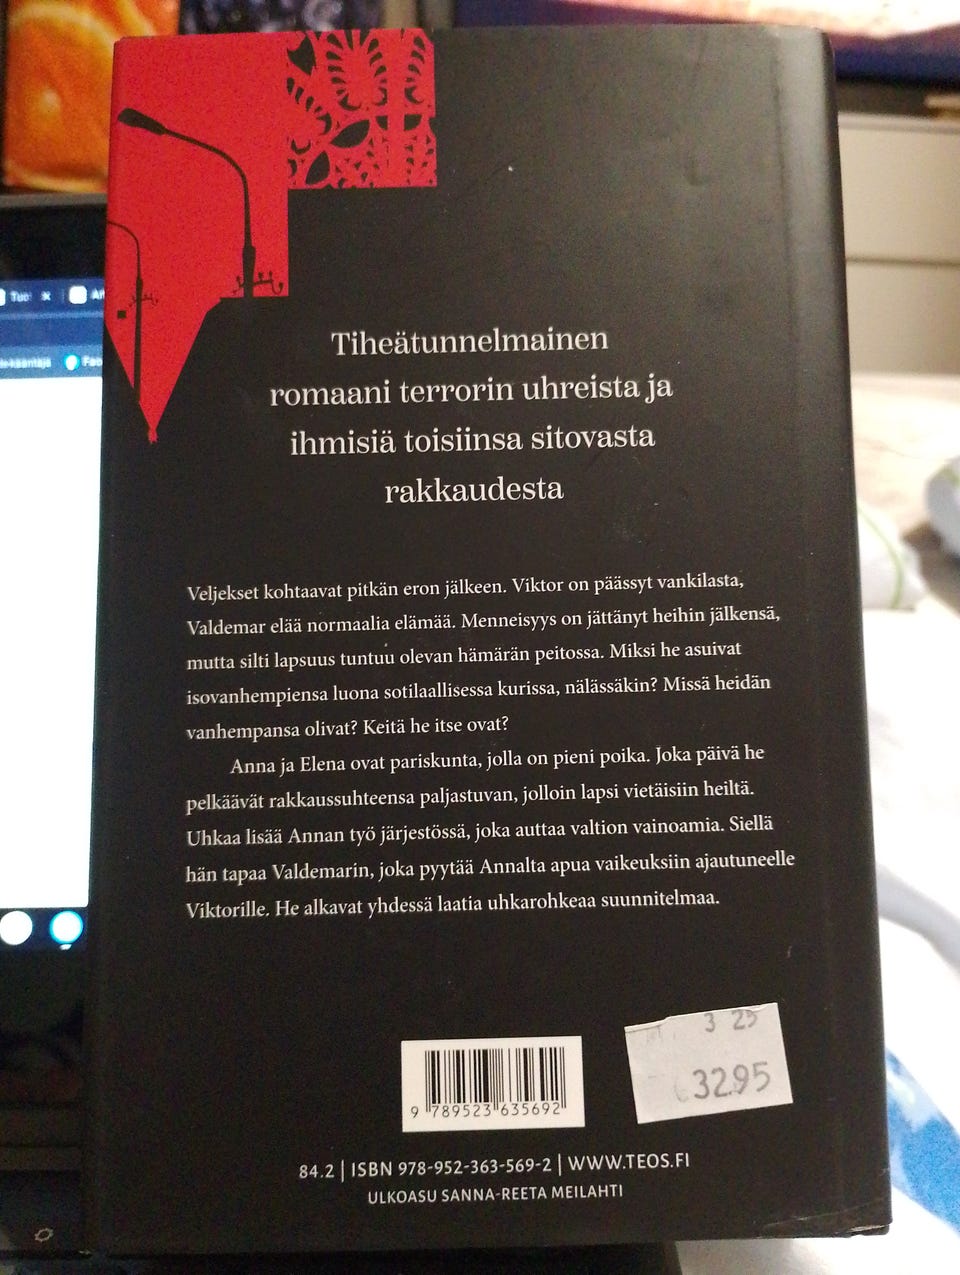 Tiheätunnelmainen
romaani terrorin uhreista ja
ihmisiä toisiinsa sitovasta
rakkaudesta
Veljekset kohtaavat pitkän eron jälkeen. Viktor on päässyt vankilasta,
Valdemar elää normaalia elämää. Menneisyys on jättänyt heihin jälkensä,
mutta silti lapsuus tuntuu olevan hämärän peitossa. Miksi he asuivat
isovanhempiensa luona sotilaallisessa kurissa, nälässäkin? Missä heidän
vanhempansa olivat? Keitä he itse ovat?
Anna ja Elena ovat pariskunta, jolla on pieni poika. Joka päivä he
pelkäävät rakkaussuhteensa paljastuvan, jolloin lapsi vietäisiin heiltä.
Uhkaa lisää Annan työ järjestössä, joka auttaa valtion vainoamia. Siellä
hän tapaa Valdemarin, joka pyytää Annalta apua vaikeuksiin ajautuneelle
Viktorille. He alkavat yhdessä laatia uhkarohkeaa suunnitelmaa.
3 25
32.95
9 789523 635692
84.2 | ISBN 978-952-363-569-2 | WWW.TEOS.FI
ULKOASU SANNA-REETA MEILAHTI